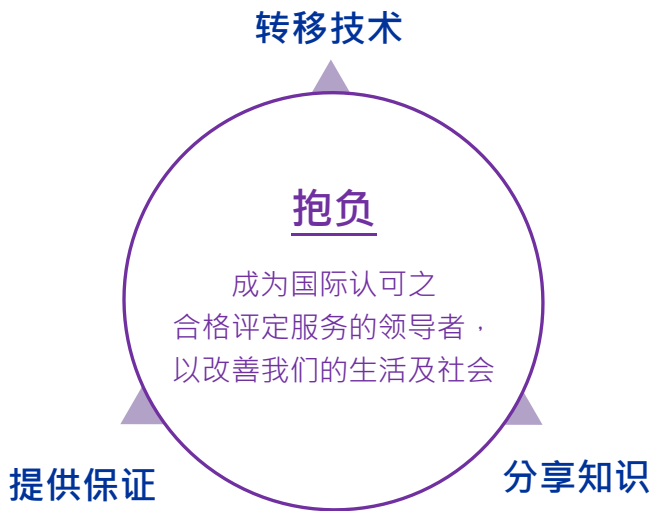 转移技术
抱负
成为国际认可之
合格评定服务的领导者，
以改善我们的生活及社会
提供保证
分享知识